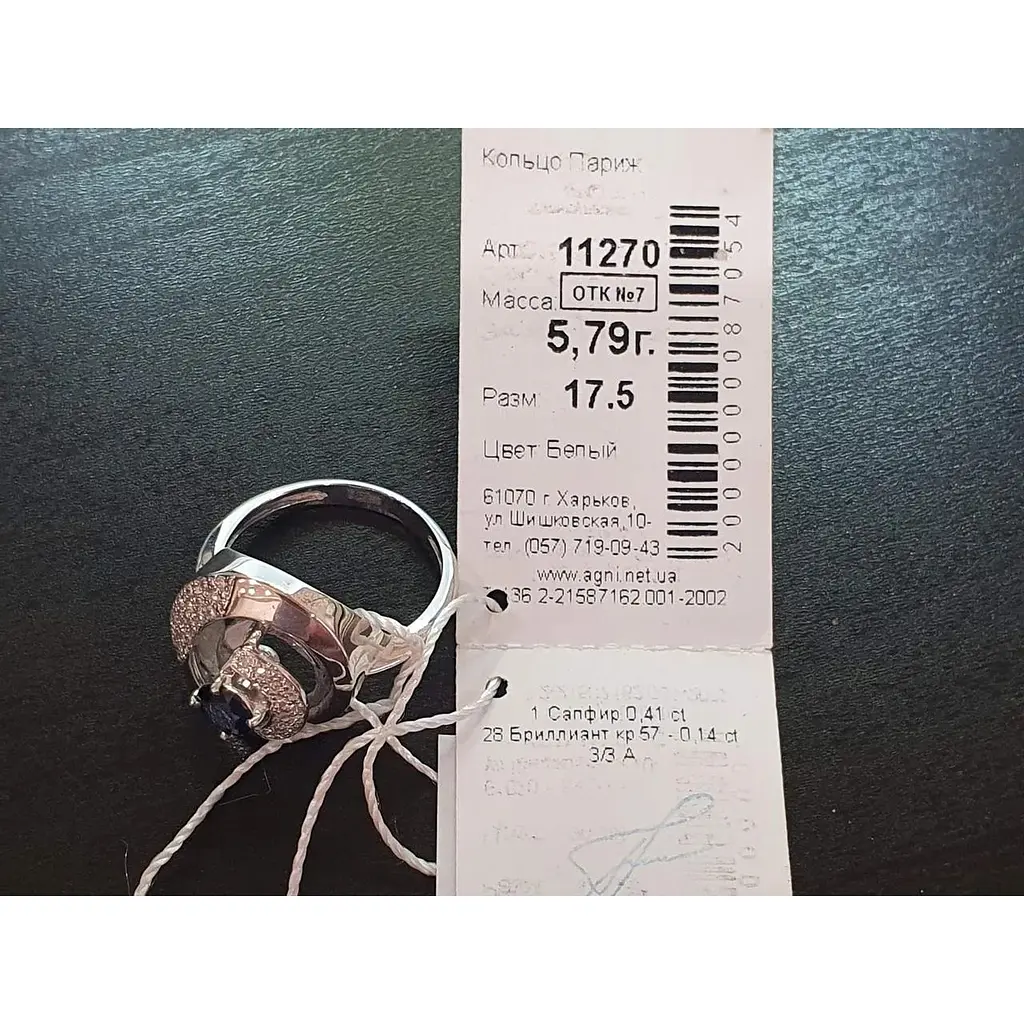 Кольцо Париж
Арт. 11270
Масса: ОТК №7
5,79г.
Разм. 17.5
Цвет: Белый
61070 г. Харьков,
ул Шишковская,10-
тел. (057) 719-09-43
www.agni.net.ua
36.2-21587162.001-2002
2000000870054
1 Сапфир 0,41 ct
28 Бриллиант кр 57 - 0,14 ct
3/3 А